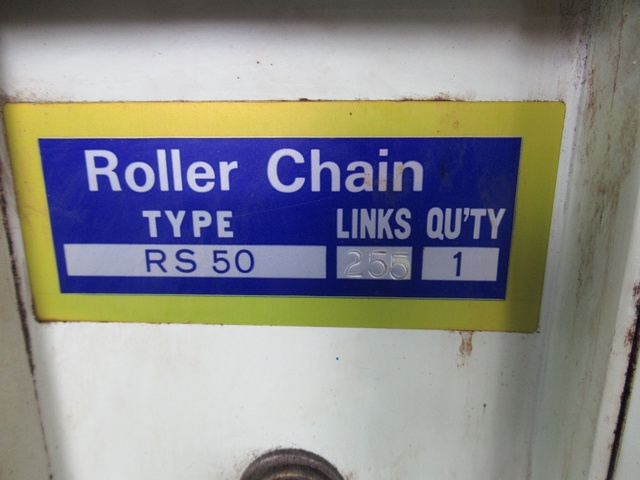 Roller Chain
TYPE LINKS QU'TY
RS 50 255 1